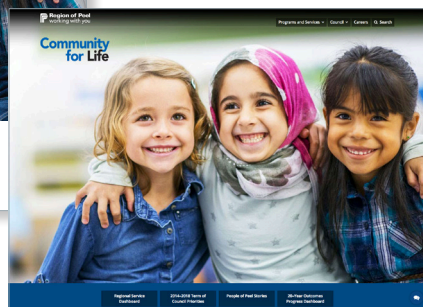 Region of Peel
working with you
Programs and Services
Council
Careers
Search
Community
for Life
Regional Service
Dashboard
2014-2018 Term of
Council Priorities
People of Peel Stories
20-Year Outcomes
Progress Dashboard